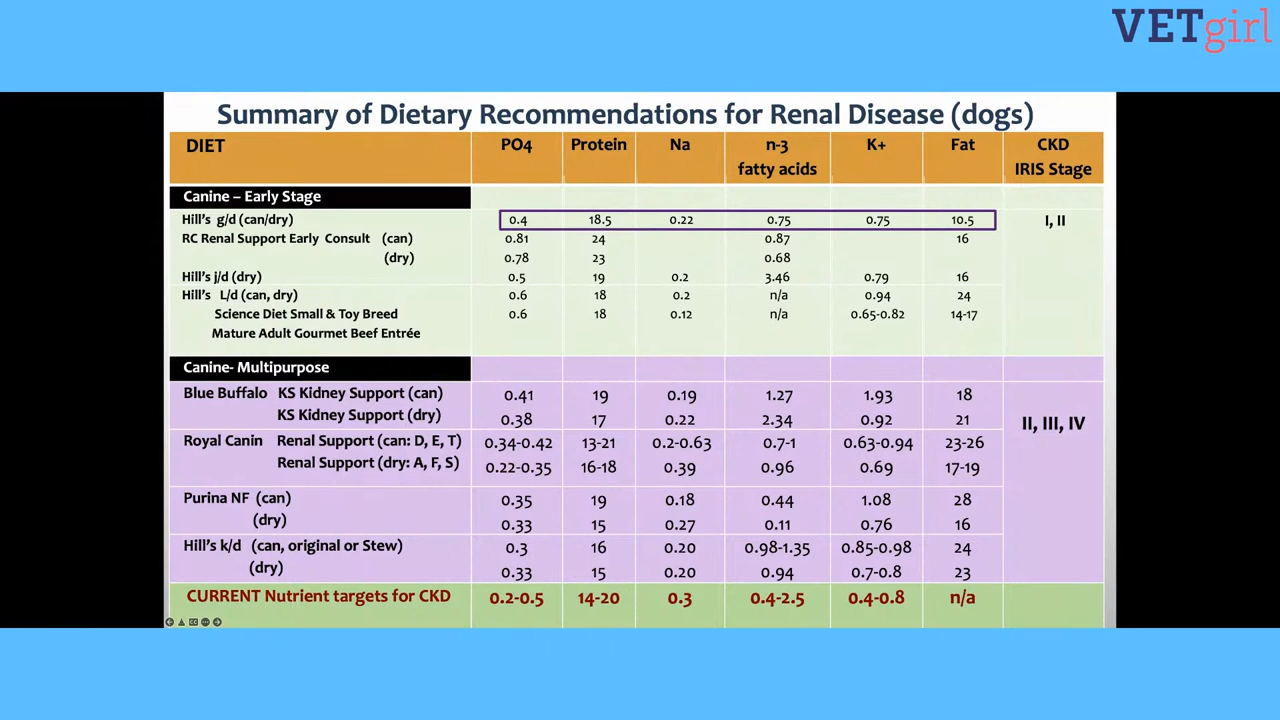 VETgirl
Summary of Dietary Recommendations for Renal Disease (dogs)
DIET PO4 Protein Na n-3 fatty acids K+ Fat CKD IRIS Stage
Canine – Early Stage
Hill's g/d (can/dry) 0.4 18.5 0.22 0.75 0.75 10.5 I, II
RC Renal Support Early Consult (can) 0.81 24 0.87 16
(dry) 0.78 23 0.68
Hill's j/d (dry) 0.5 19 0.2 3.46 0.79 16
Hill's L/d (can, dry) 0.6 18 0.2 n/a 0.94 24
Science Diet Small & Toy Breed 0.6 18 0.12 n/a 0.65-0.82 14-17
Mature Adult Gourmet Beef Entrée
Canine- Multipurpose
Blue Buffalo KS Kidney Support (can) 0.41 19 0.19 1.27 1.93 18
KS Kidney Support (dry) 0.38 17 0.22 2.34 0.92 21
II, III, IV
Royal Canin Renal Support (can: D, E, T) 0.34-0.42 13-21 0.2-0.63 0.7-1 0.63-0.94 23-26
Renal Support (dry: A, F, S) 0.22-0.35 16-18 0.39 0.96 0.69 17-19
Purina NF (can) 0.35 19 0.18 0.44 1.08 28
(dry) 0.33 15 0.27 0.11 0.76 16
Hill's k/d (can, original or Stew) 0.3 16 0.20 0.98-1.35 0.85-0.98 24
(dry) 0.33 15 0.20 0.94 0.7-0.8 23
CURRENT Nutrient targets for CKD 0.2-0.5 14-20 0.3 0.4-2.5 0.4-0.8 n/a